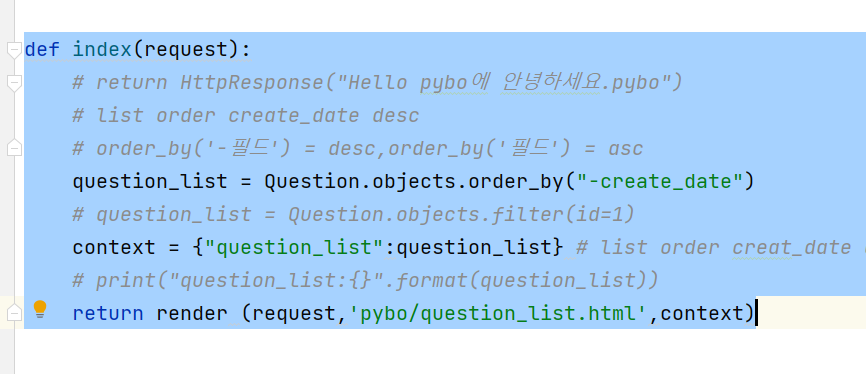 def index(request):
    # return HttpResponse("Hello pybo에 안녕하세요.pybo")
    # list order create_date desc
    # order_by('-필드') = desc,order_by('필드') = asc
    question_list = Question.objects.order_by("-create_date")
    # question_list = Question.objects.filter(id=1)
    context = {"question_list":question_list} # list order creat_date
    # print("question_list:{}".format(question_list))
    return render (request,'pybo/question_list.html',context)